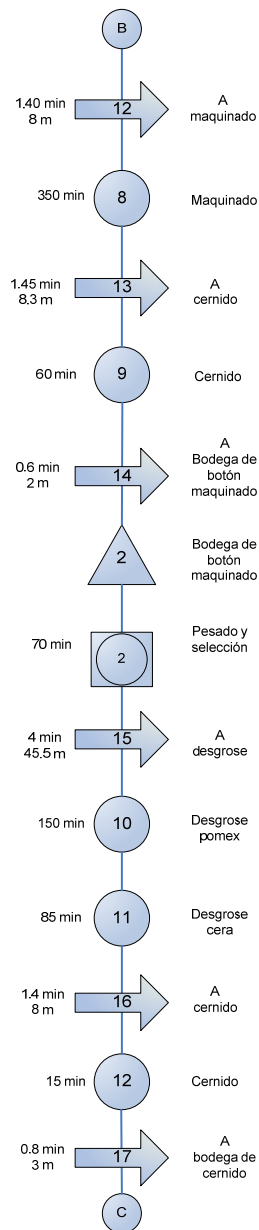 B
1.40 min
8 m
12
A
maquinado
350 min
8
Maquinado
1.45 min
8.3 m
13
A
cernido
60 min
9
Cernido
0.6 min
2 m
14
A
Bodega de
botón
maquinado
2
Bodega de
botón
maquinado
70 min
2
Pesado y
selección
4 min
45.5 m
15
A
desgrose
150 min
10
Desgrose
pomex
85 min
11
Desgrose
cera
1.4 min
8 m
16
A
cernido
15 min
12
Cernido
0.8 min
3 m
17
A
bodega de
cernido
C